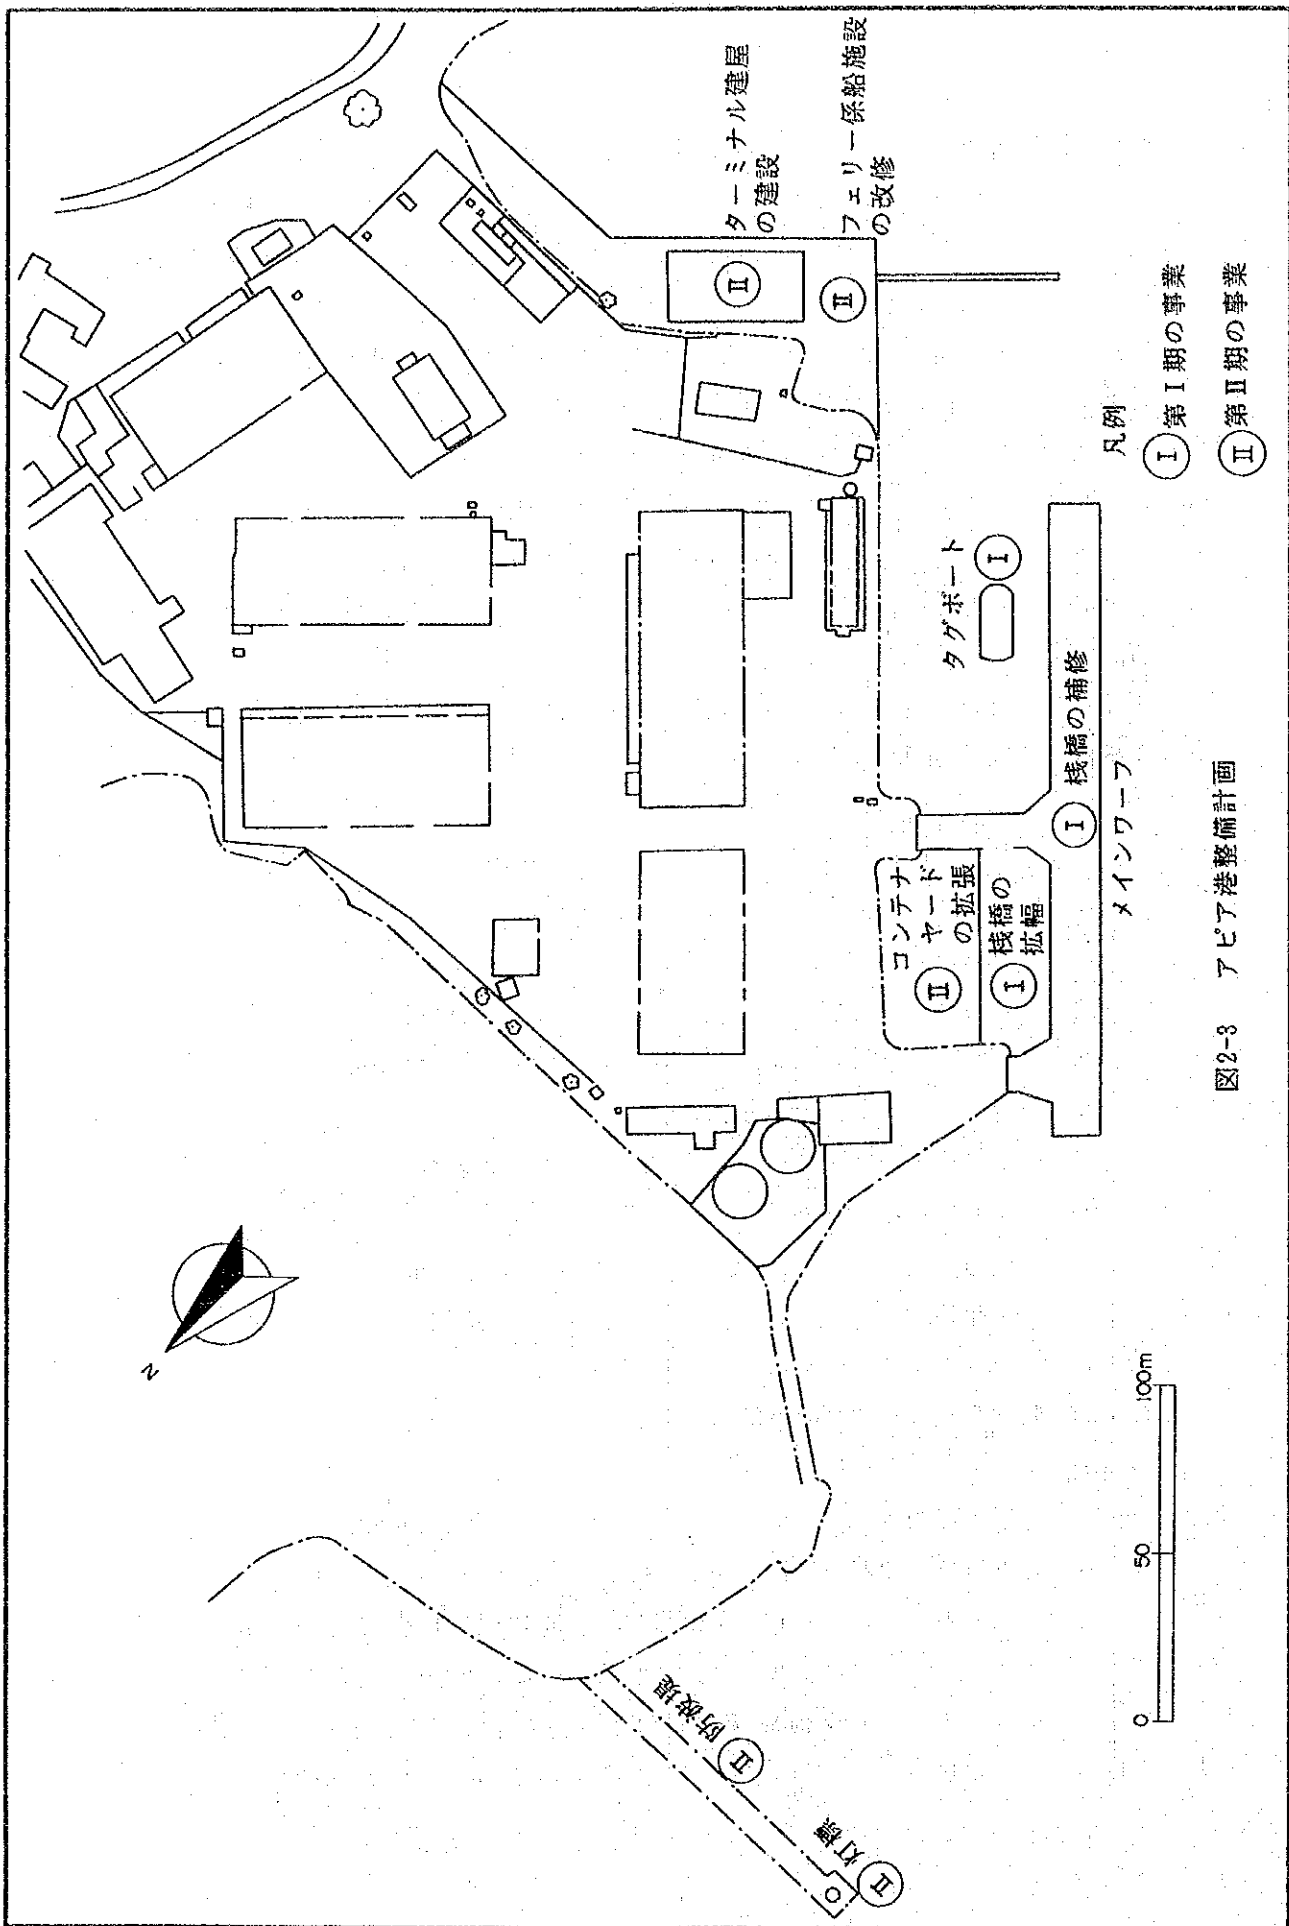 N
防波堤
II
灯標
II
0
50
100m
コンテナ
ヤード
の拡張
II
桟橋の
拡幅
I
I
桟橋の補修
メインワーフ
タグボート
I
ターミナル建屋
の建設
II
フェリー係船施設
の改修
II
凡例
I 第I期の事業
II 第II期の事業
図2-3 アピア港整備計画